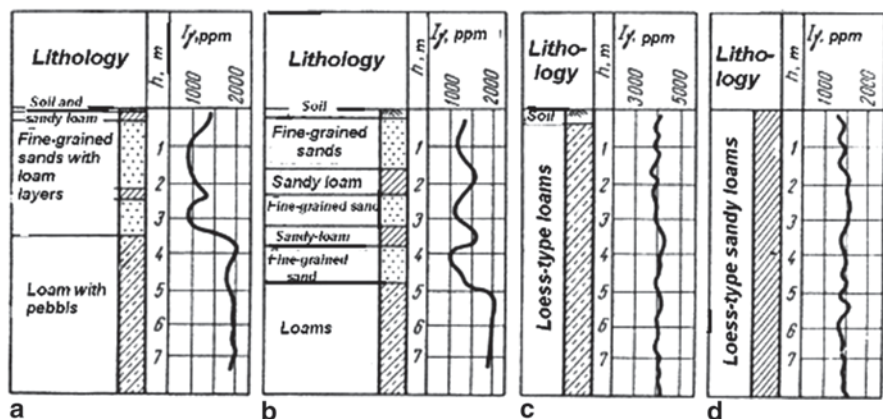 Lithology
h, m
Iγ, ppm
1000 2000
Soil and
sandy loam
Fine-grained
sands with
loam
layers
Loam with
pebbls
1
2
3
4
5
6
7
a
Lithology
h, m
Iγ, ppm
1000 2000
Soil
Fine-grained
sands
Sandy loam
Fine-grained sand
Sandy-loam
Fine-grained
sand
Loams
1
2
3
4
5
6
7
b
Litho-
logy
h, m
Iγ, ppm
3000 5000
Soil
Loess-type loams
1
2
3
4
5
6
7
c
Litho-
logy
h, m
Iγ, ppm
1000 2000
Loess-type sandy loams
1
2
3
4
5
6
7
d